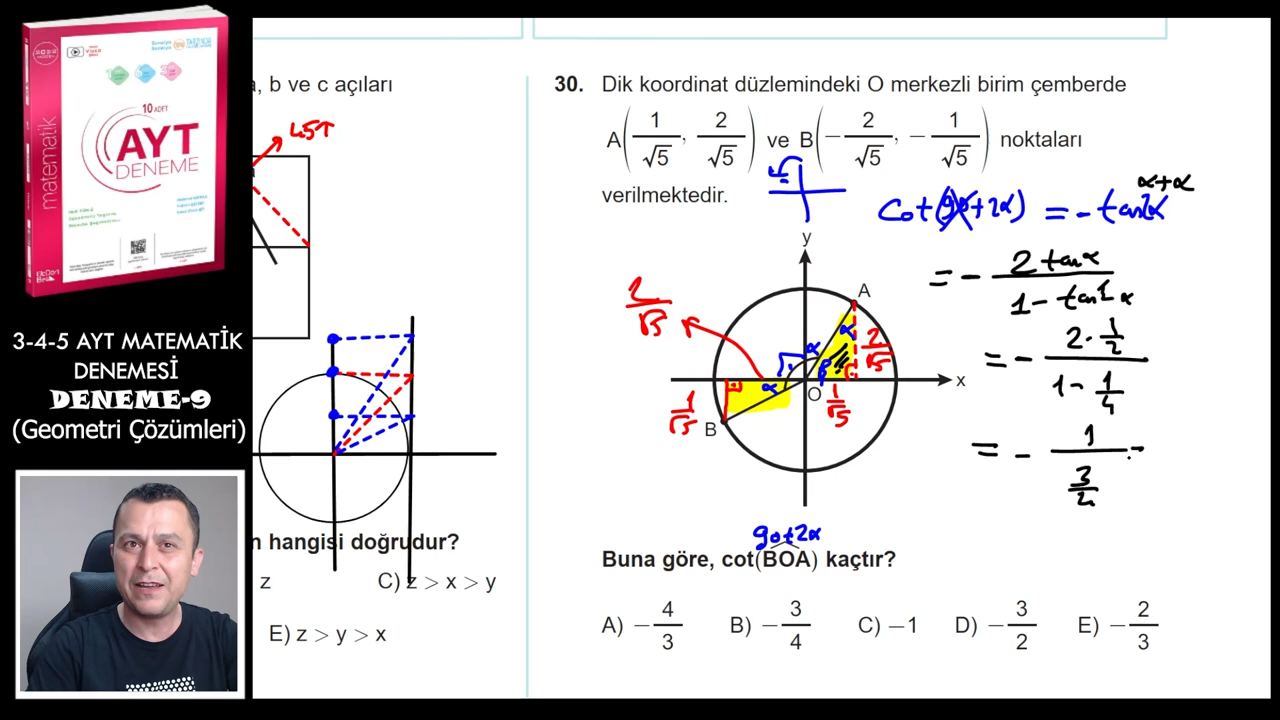 matematik
10 ADET
AYT
DENEME
3-4-5 AYT MATEMATİK
DENEMESİ
DENEME-9
(Geometri Çözümleri)
a, b ve c açıları
45↑
n hangisi doğrudur?
z
C) z > x > y
E) z > y > x
30. Dik koordinat düzlemindeki O merkezli birim çemberde
A(1/√5, 2/√5) ve B(-2/√5, -1/√5) noktaları
verilmektedir.
cot(90+2α) = -tan2α
α+α
= - 2tanα / 1-tan²α
= - 2·1/2 / 1-1/4
= - 1 / 3/4 =
y
A
2/√5
α
α
2/√5
β
x
α
O
1/√5
1/√5
B
90+2α
Buna göre, cot(BOA) kaçtır?
A) -4/3 B) -3/4 C) -1 D) -3/2 E) -2/3